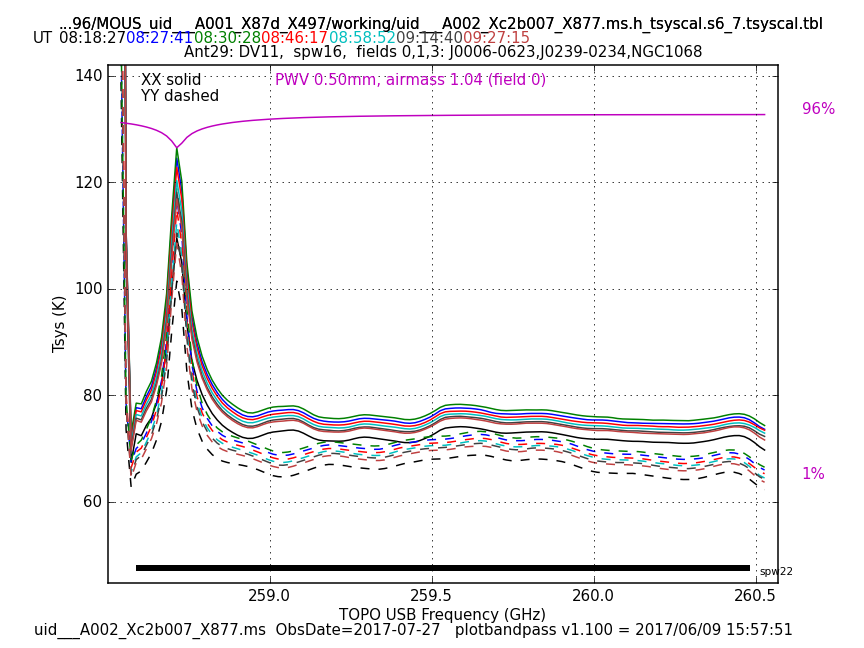 ...96/MOUS_uid___A001_X87d_X497/working/uid___A002_Xc2b007_X877.ms.h_tsyscal.s6_7.tsyscal.tbl
UT 08:18:27 08:27:41 08:30:28 08:46:17 08:58:52 09:14:40 09:27:15
Ant29: DV11, spw16, fields 0,1,3: J0006-0623,J0239-0234,NGC1068
140
XX solid
PWV 0.50mm, airmass 1.04 (field 0)
YY dashed
96%
120
100
Tsys (K)
80
1%
60
spw22
259.0 259.5 260.0 260.5
TOPO USB Frequency (GHz)
uid___A002_Xc2b007_X877.ms ObsDate=2017-07-27 plotbandpass v1.100 = 2017/06/09 15:57:51